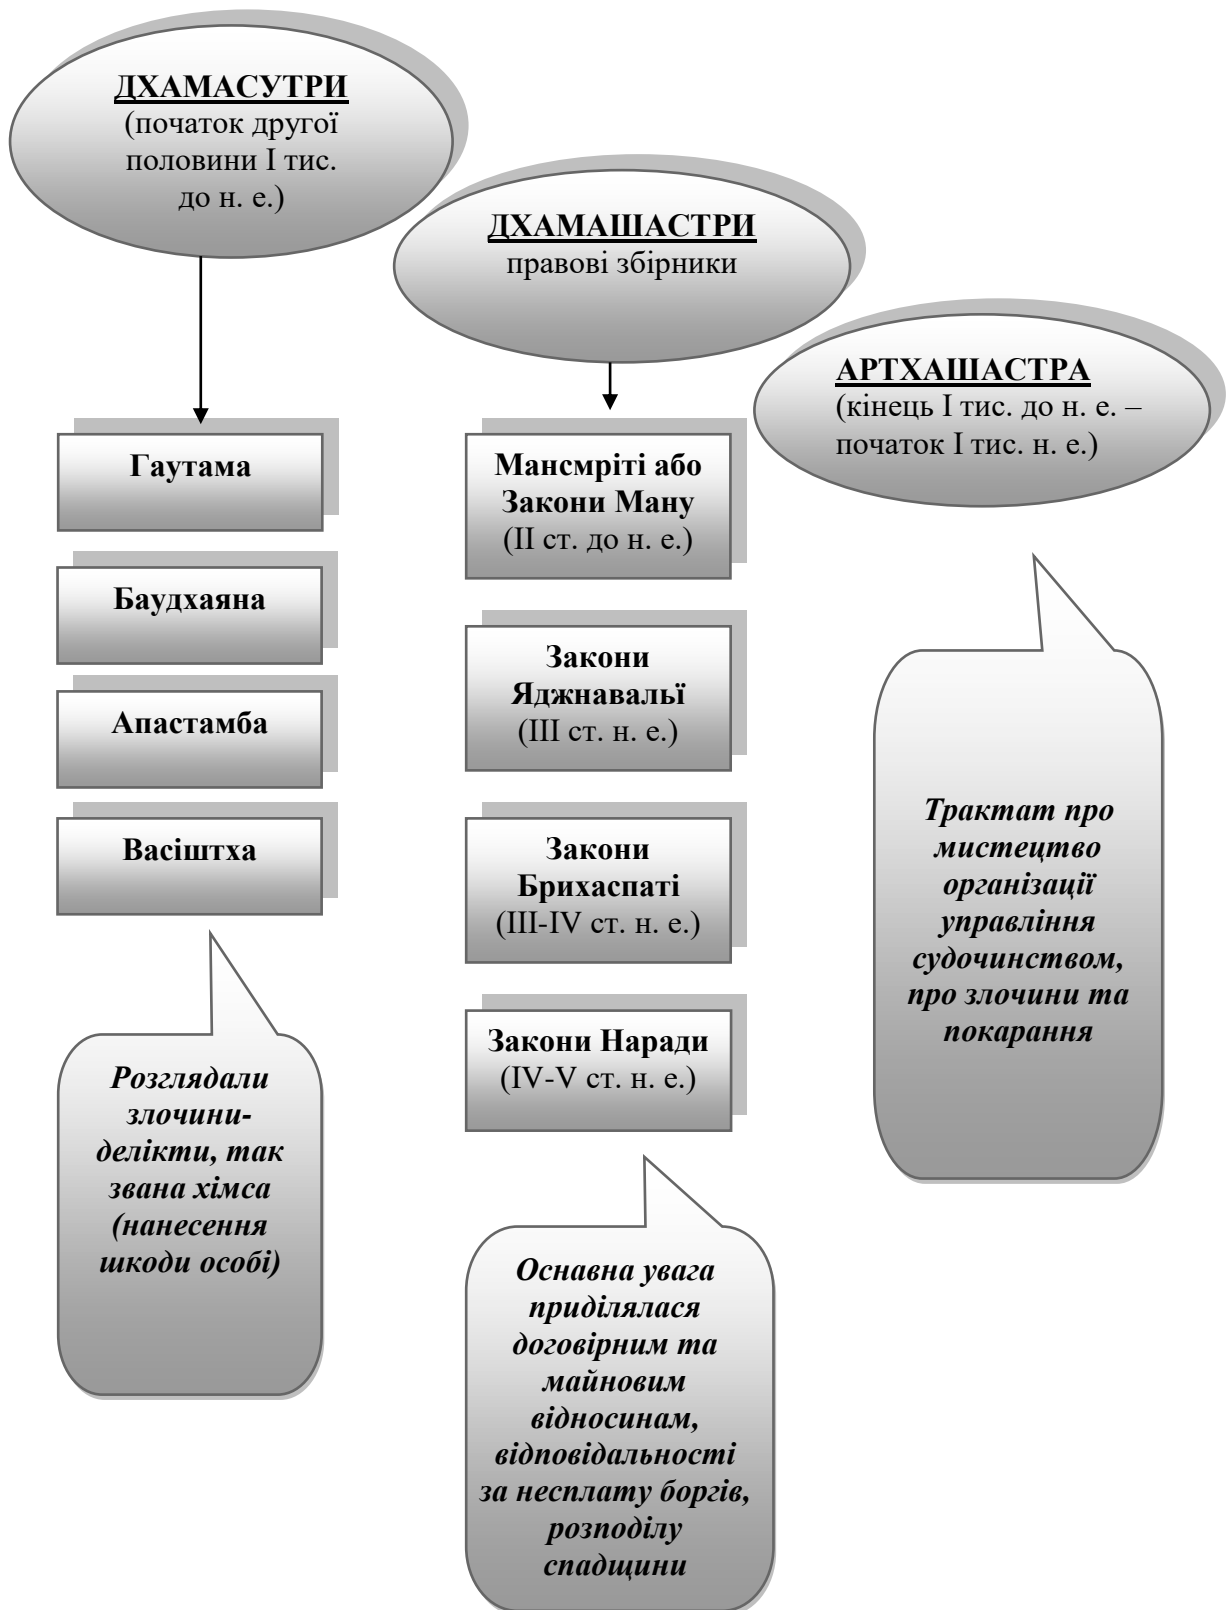 ДХАМАСУТРИ
(початок другої
половини І тис.
до н. е.)
ДХАМАШАСТРИ
правові збірники
АРТХАШАСТРА
(кінець І тис. до н. е. –
початок І тис. н. е.)
Гаутама
Баудхаяна
Апастамба
Васіштха
Розглядали
злочини-
делікти, так
звана хімса
(нанесення
шкоди особі)
Мансмріті або
Закони Ману
(ІІ ст. до н. е.)
Закони
Яджнавальї
(ІІІ ст. н. е.)
Закони
Брихаспаті
(ІІІ-IV ст. н. е.)
Закони Наради
(IV-V ст. н. е.)
Оснавна увага
приділялася
договірним та
майновим
відносинам,
відповідальності
за несплату боргів,
розподілу
спадщини
Трактат про
мистецтво
організації
управління
судочинством,
про злочини та
покарання